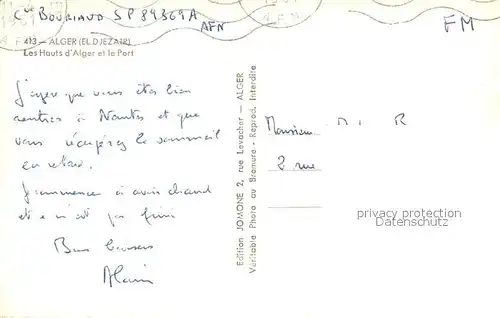 Cne BOURIAUD SP 89369A
AFN
FM
413 — ALGER (EL DJEZAIR)
Les Hauts d'Alger et le Port
J'espère que vous êtes bien
rentrés à Nantes et que
vous récupérez le sommeil
en retard.
Je commence à avoir chaud
et ce n'est pas fini
Bons baisers
Alain
Edition JOMONE 2, rue Levacher — ALGER
Véritable Photo au Bromure - Reprod. Interdite
Monsieur
2 rue
privacy protection
Datenschutz